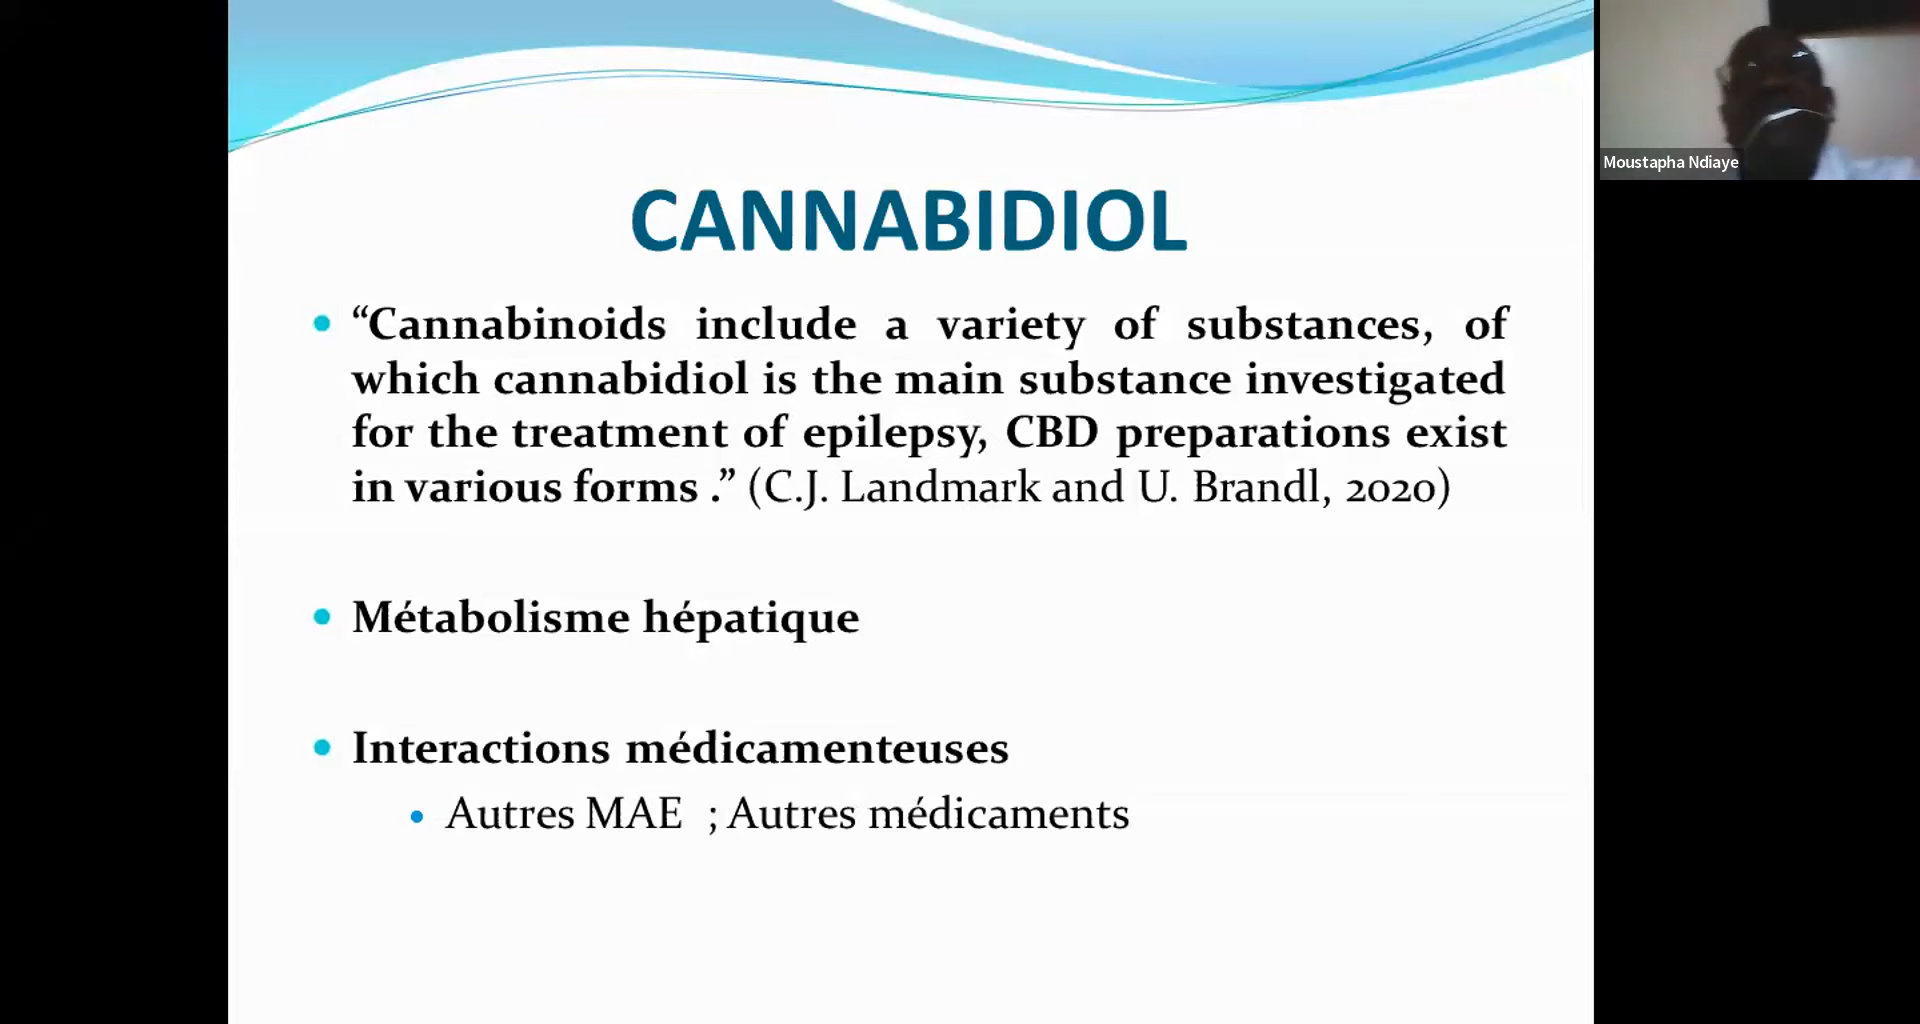 CANNABIDIOL
• “Cannabinoids include a variety of substances, of
which cannabidiol is the main substance investigated
for the treatment of epilepsy, CBD preparations exist
in various forms .” (C.J. Landmark and U. Brandl, 2020)
• Métabolisme hépatique
• Interactions médicamenteuses
• Autres MAE ; Autres médicaments
Moustapha Ndiaye